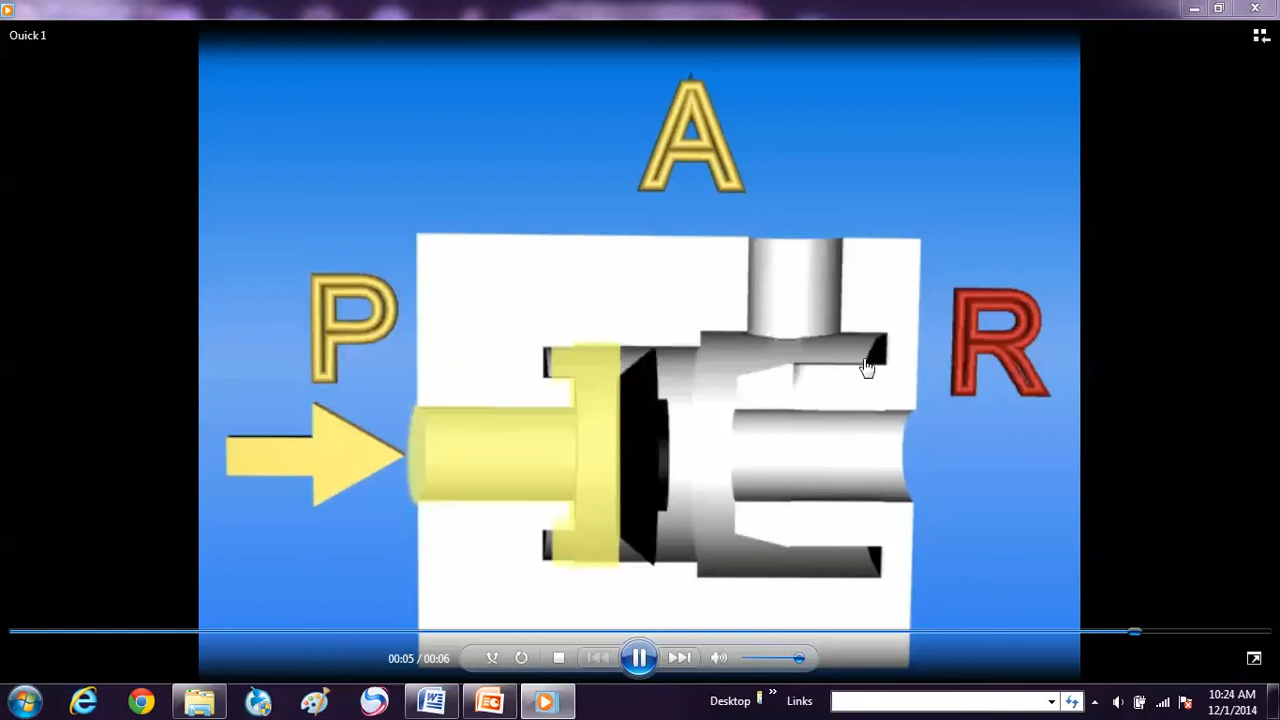 Quick 1
A
P
R
00:05 / 00:06
Desktop
Links
10:24 AM
12/1/2014